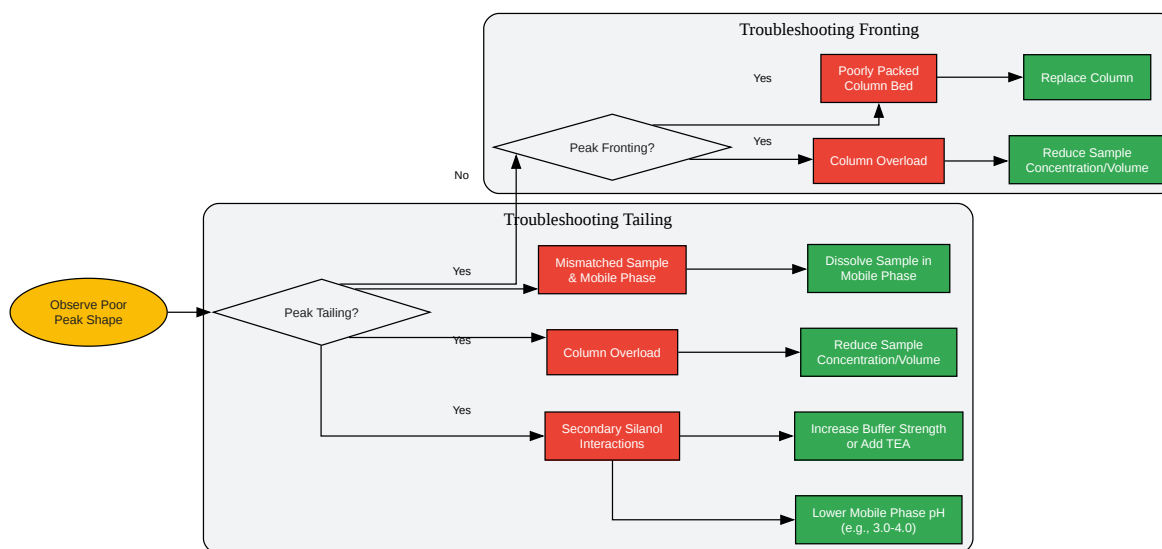 Troubleshooting Fronting
Yes
Poorly Packed
Column Bed
Replace Column
Peak Fronting?
Yes
Column Overload
Reduce Sample
Concentration/Volume
No
Troubleshooting Tailing
Observe Poor
Peak Shape
Peak Tailing?
Yes
Mismatched Sample
& Mobile Phase
Dissolve Sample in
Mobile Phase
Yes
Column Overload
Reduce Sample
Concentration/Volume
Yes
Secondary Silanol
Interactions
Increase Buffer Strength
or Add TEA
Lower Mobile Phase pH
(e.g., 3.0-4.0)